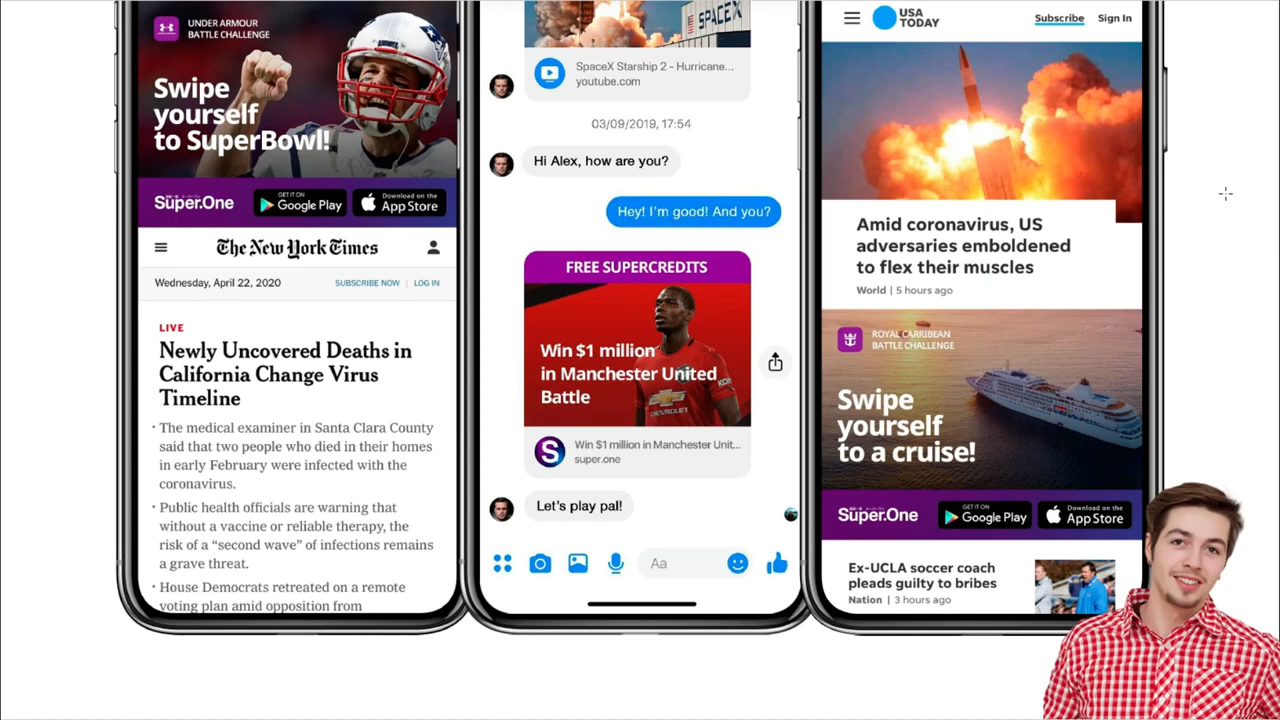 UNDER ARMOUR
BATTLE CHALLENGE
Swipe
yourself
to SuperBowl!
Super.One
GET IT ON
Google Play
Download on the
App Store
The New York Times
Wednesday, April 22, 2020
SUBSCRIBE NOW | LOG IN
LIVE
Newly Uncovered Deaths in
California Change Virus
Timeline
· The medical examiner in Santa Clara County
said that two people who died in their homes
in early February were infected with the
coronavirus.
· Public health officials are warning that
without a vaccine or reliable therapy, the
risk of a “second wave” of infections remains
a grave threat.
· House Democrats retreated on a remote
voting plan amid opposition from
SPACEX
SpaceX Starship 2 - Hurricane...
youtube.com
03/09/2019, 17:54
Hi Alex, how are you?
Hey! I'm good! And you?
FREE SUPERCREDITS
Win $1 million
in Manchester United
Battle
CHEVROLET
S
Win $1 million in Manchester Unit...
super.one
Let's play pal!
Aa
USA
TODAY
Subscribe
Sign In
Amid coronavirus, US
adversaries emboldened
to flex their muscles
World | 5 hours ago
ROYAL CARRIBEAN
BATTLE CHALLENGE
Swipe
yourself
to a cruise!
Super.One
GET IT ON
Google Play
Download on the
App Store
Ex-UCLA soccer coach
pleads guilty to bribes
Nation | 3 hours ago